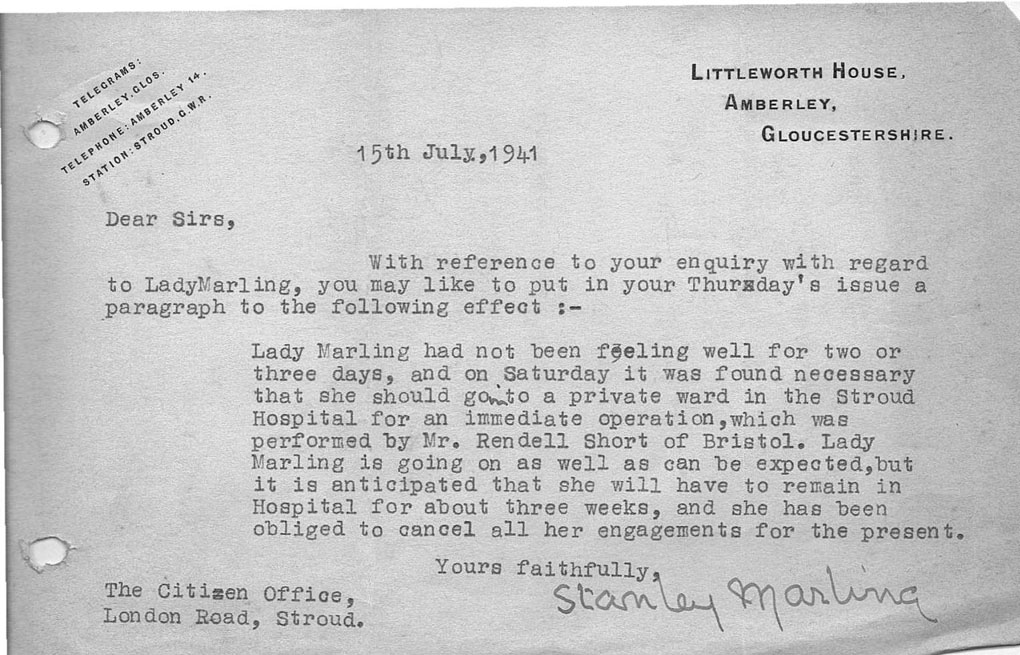 TELEGRAMS:
AMBERLEY, GLOS.
TELEPHONE: AMBERLEY 14.
STATION: STROUD, G.W.R.
LITTLEWORTH HOUSE,
AMBERLEY,
GLOUCESTERSHIRE.
15th July,1941
Dear Sirs,
With reference to your enquiry with regard
to LadyMarling, you may like to put in your Thursday's issue a
paragraph to the following effect :-
Lady Marling had not been feeling well for two or
three days, and on Saturday it was found necessary
that she should go to a private ward in the Stroud
Hospital for an immediate operation,which was
performed by Mr. Rendell Short of Bristol. Lady
Marling is going on as well as can be expected,but
it is anticipated that she will have to remain in
Hospital for about three weeks, and she has been
obliged to cancel all her engagements for the present.
Yours faithfully,
Stanley Marling
The Citizen Office,
London Road, Stroud.